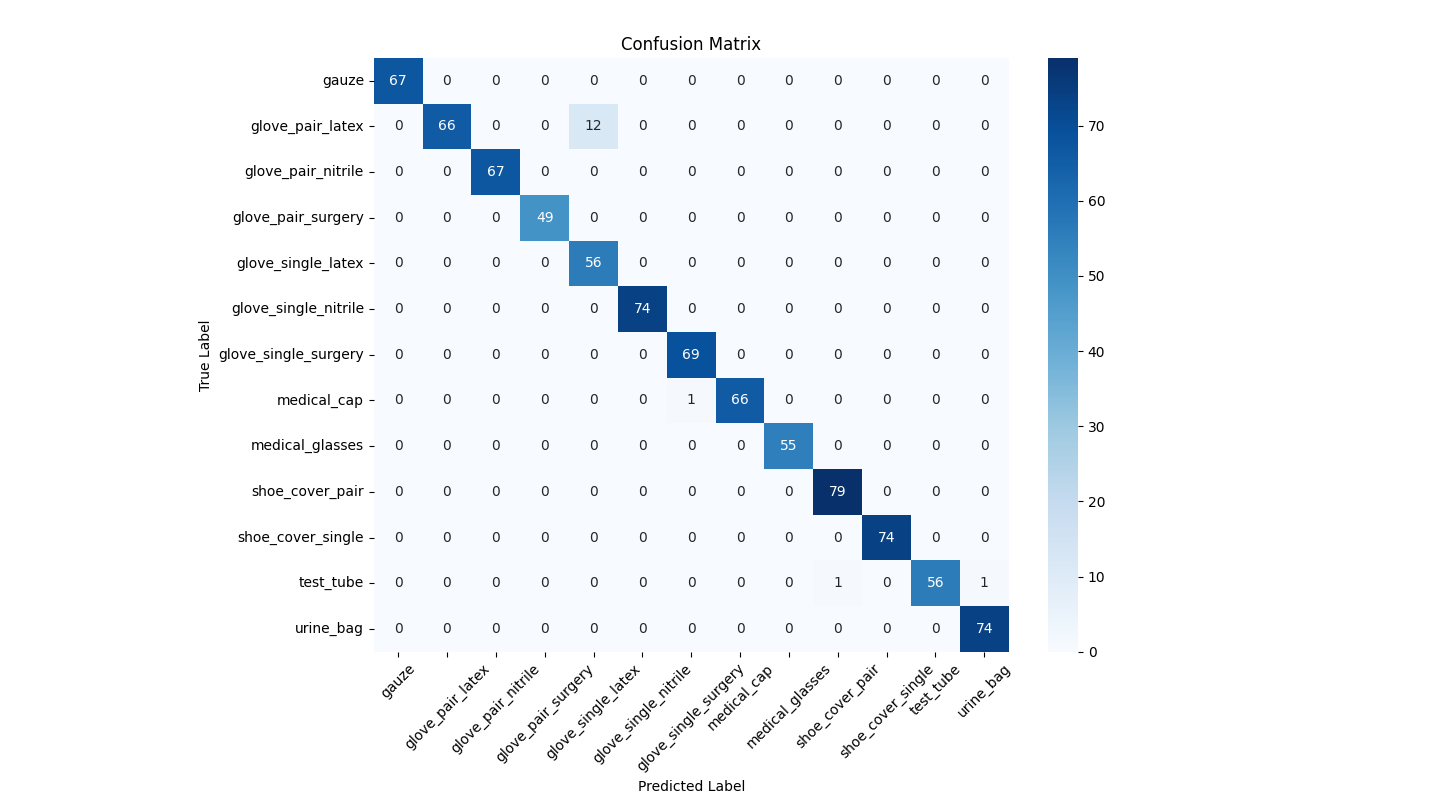 Confusion Matrix
gauze 67 0 0 0 0 0 0 0 0 0 0 0 0
glove_pair_latex 0 66 0 0 12 0 0 0 0 0 0 0 0 70
glove_pair_nitrile 0 0 67 0 0 0 0 0 0 0 0 0 0
glove_pair_surgery 0 0 0 49 0 0 0 0 0 0 0 0 0 60
glove_single_latex 0 0 0 0 56 0 0 0 0 0 0 0 0 50
glove_single_nitrile 0 0 0 0 0 74 0 0 0 0 0 0 0
True Label
glove_single_surgery 0 0 0 0 0 0 69 0 0 0 0 0 0 40
medical_cap 0 0 0 0 0 0 1 66 0 0 0 0 0
medical_glasses 0 0 0 0 0 0 0 0 55 0 0 0 0 30
shoe_cover_pair 0 0 0 0 0 0 0 0 0 79 0 0 0 20
shoe_cover_single 0 0 0 0 0 0 0 0 0 0 74 0 0
test_tube 0 0 0 0 0 0 0 0 0 1 0 56 1 10
urine_bag 0 0 0 0 0 0 0 0 0 0 0 0 74 0
gauze glove_pair_latex glove_pair_nitrile glove_pair_surgery glove_single_latex glove_single_nitrile glove_single_surgery medical_cap medical_glasses shoe_cover_pair shoe_cover_single test_tube urine_bag
Predicted Label